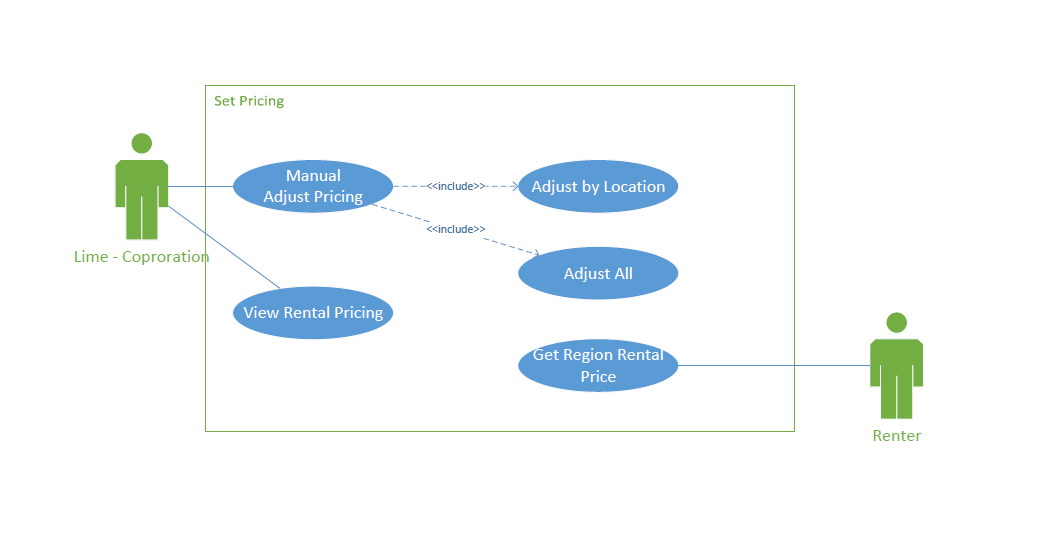 Set Pricing
Manual
Adjust Pricing
<<include>>
Adjust by Location
<<include>>
Lime - Coproration
Adjust All
View Rental Pricing
Get Region Rental
Price
Renter